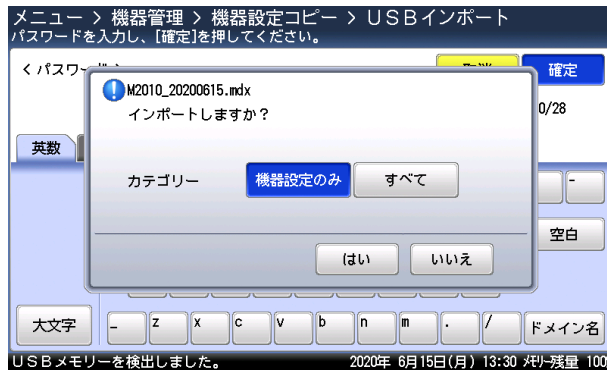 メニュー > 機器管理 > 機器設定コピー > USBインポート
パスワードを入力し、[確定]を押してください。
<パスワー
確定
M2010_20200615.mdx
インポートしますか？
0/28
英数
カテゴリー 機器設定のみ すべて
-
空白
はい いいえ
大文字 _ z x c v b n m . / ドメイン名
USBメモリーを検出しました。 2020年 6月15日(月) 13:30 メモリー残量 100